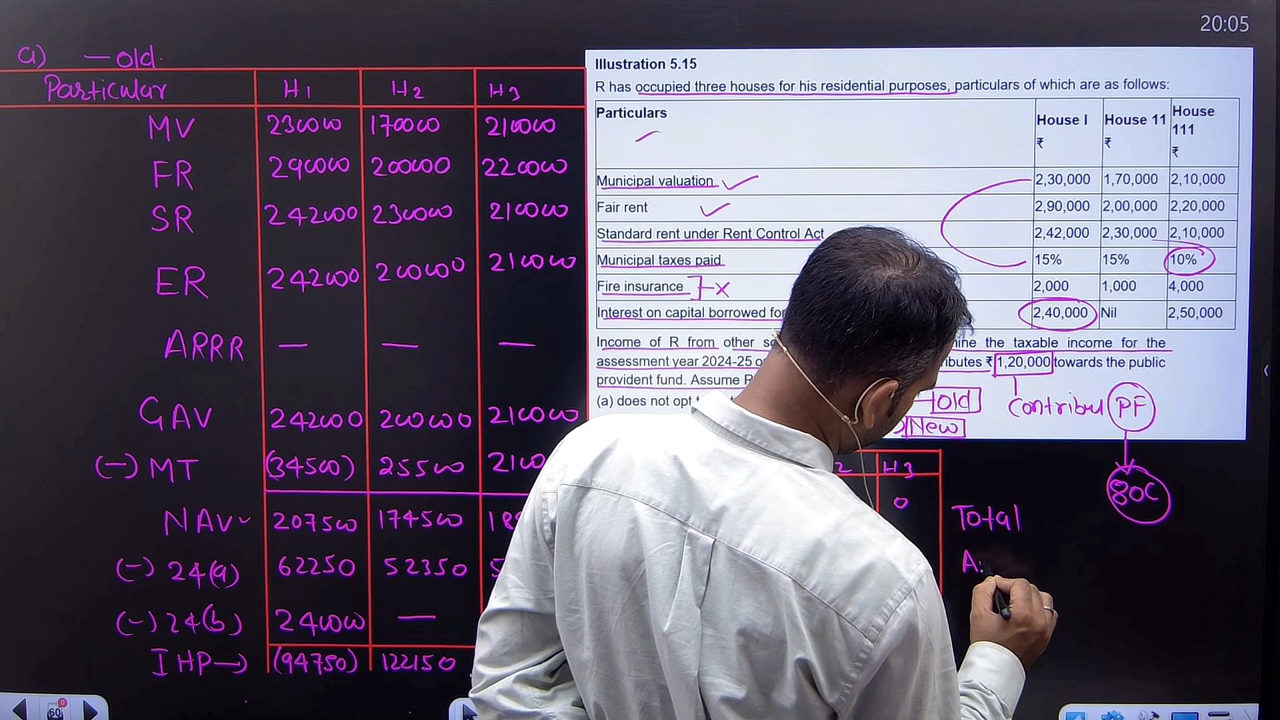 20:05
a) — old.
Particular H1 H2 H3
MV 230000 170000 210000
FR 290000 200000 220000
SR 242000 230000 210000
ER 242000 200000 210000
ARRR — — —
GAV 242000 200000 210000
(-) MT (34500) 25500 2100
NAV 207500 174500 18
(-) 24(a) 62250 52350 5
(-) 24(b) 240000 —
IHP→ (94750) 122150
Illustration 5.15
R has occupied three houses for his residential purposes, particulars of which are as follows:
Particulars House I ₹ House 11 ₹ House 111 ₹
Municipal valuation 2,30,000 1,70,000 2,10,000
Fair rent 2,90,000 2,00,000 2,20,000
Standard rent under Rent Control Act 2,42,000 2,30,000 2,10,000
Municipal taxes paid 15% 15% 10%
Fire insurance 2,000 1,000 4,000
Interest on capital borrowed for 2,40,000 Nil 2,50,000
Income of R from other the taxable income for the
assessment year 2024-25 ₹ 1,20,000 towards the public
provident fund. Assume
(a) does not opt old
New
contribu PF
80C
2 H3
0
Total
A
60